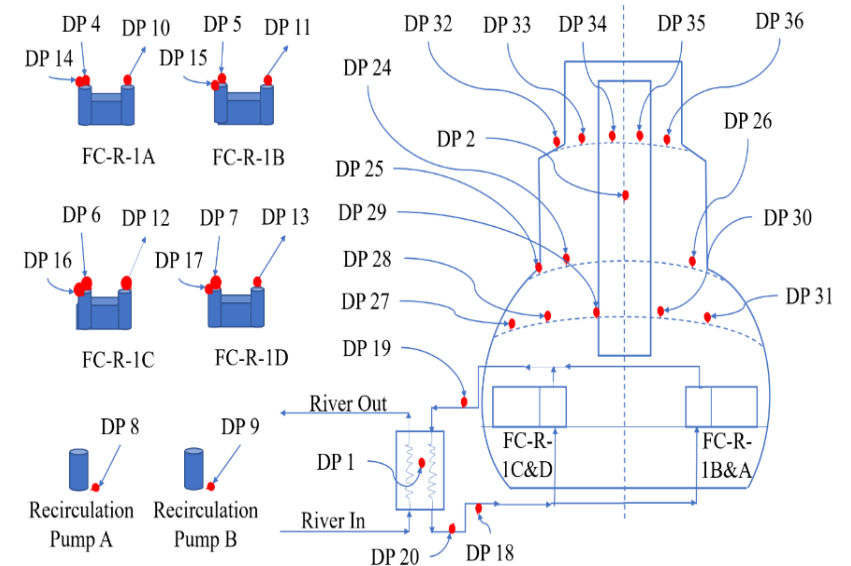 DP 4
DP 10
DP 14
FC-R-1A
DP 5
DP 11
DP 15
FC-R-1B
DP 6
DP 12
DP 16
FC-R-1C
DP 7
DP 13
DP 17
FC-R-1D
DP 8
Recirculation
Pump A
DP 9
Recirculation
Pump B
DP 32
DP 33
DP 34
DP 35
DP 36
DP 24
DP 2
DP 26
DP 25
DP 29
DP 30
DP 28
DP 27
DP 31
DP 19
River Out
FC-R-
1C&D
FC-R-
1B&A
DP 1
River In
DP 20
DP 18